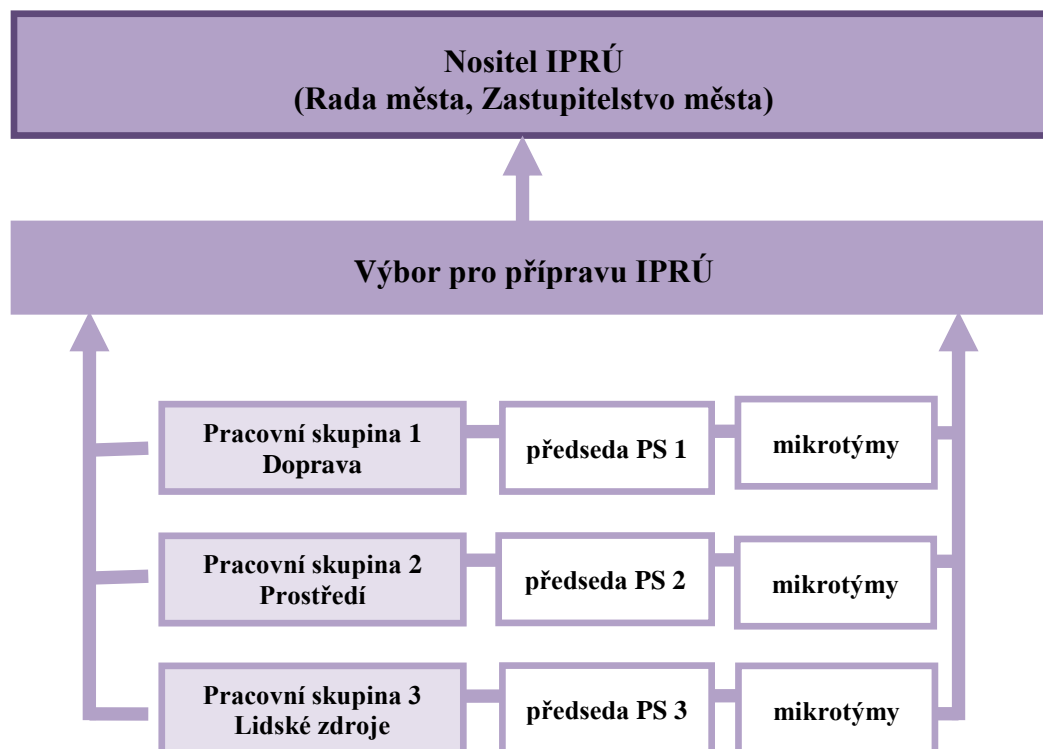 Nositel IPRÚ
(Rada města, Zastupitelstvo města)
Výbor pro přípravu IPRÚ
Pracovní skupina 1
Doprava
předseda PS 1
mikrotýmy
Pracovní skupina 2
Prostředí
předseda PS 2
mikrotýmy
Pracovní skupina 3
Lidské zdroje
předseda PS 3
mikrotýmy